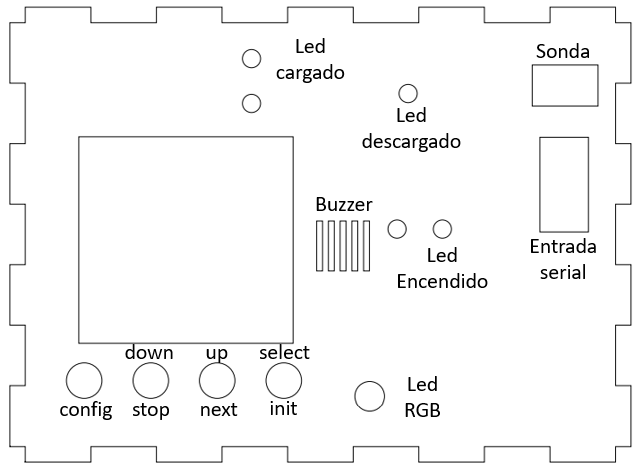 Led
cargado
Sonda
Led
descargado
Buzzer
Led
Encendido
Entrada
serial
down up select
config stop next init
Led
RGB